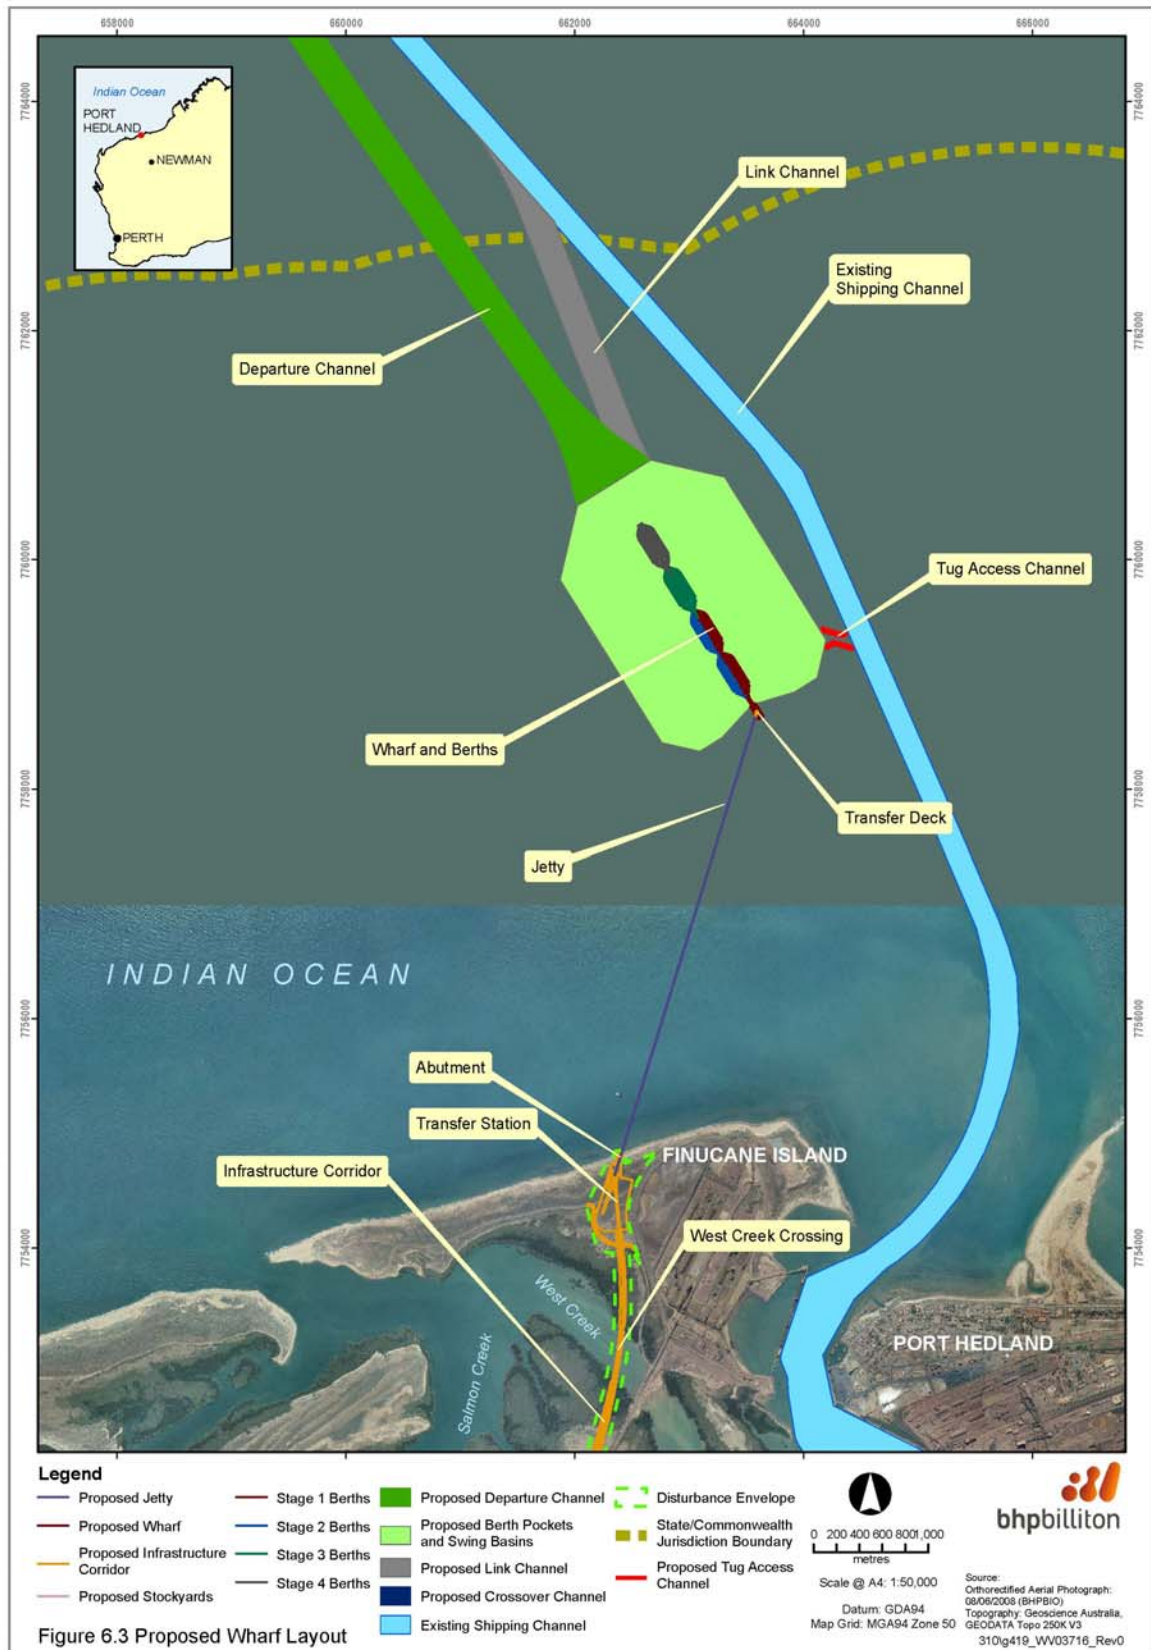 658000
660000
662000
664000
666000
7764000
7764000
7762000
7762000
7760000
7760000
7758000
7758000
7756000
7756000
7754000
7754000
Indian Ocean
PORT
HEDLAND
NEWMAN
PERTH
Link Channel
Existing
Shipping Channel
Departure Channel
Tug Access Channel
Wharf and Berths
Transfer Deck
Jetty
INDIAN OCEAN
Abutment
Transfer Station
FINUCANE ISLAND
Infrastructure Corridor
West Creek Crossing
West Creek
Salmon Creek
PORT HEDLAND
Legend
Proposed Jetty
Proposed Wharf
Proposed Infrastructure
Corridor
Proposed Stockyards
Stage 1 Berths
Stage 2 Berths
Stage 3 Berths
Stage 4 Berths
Proposed Departure Channel
Proposed Berth Pockets
and Swing Basins
Proposed Link Channel
Proposed Crossover Channel
Existing Shipping Channel
Disturbance Envelope
State/Commonwealth
Jurisdiction Boundary
Proposed Tug Access
Channel
0 200 400 600 800 1,000
metres
Scale @ A4: 1:50,000
Datum: GDA94
Map Grid: MGA94 Zone 50
bhpbilliton
Source:
Orthorectified Aerial Photograph:
08/06/2008 (BHPBIO)
Topography: Geoscience Australia,
GEODATA Topo 250K V3
310\g419_WV03716_Rev0
Figure 6.3 Proposed Wharf Layout